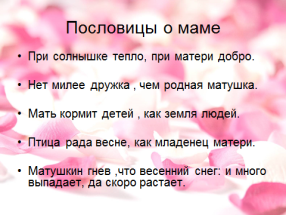 Пословицы о маме
• При солнышке тепло, при матери добро.
• Нет милее дружка , чем родная матушка.
• Мать кормит детей , как земля людей.
• Птица рада весне, как младенец матери.
• Матушкин гнев ,что весенний снег: и много
выпадает, да скоро растает.